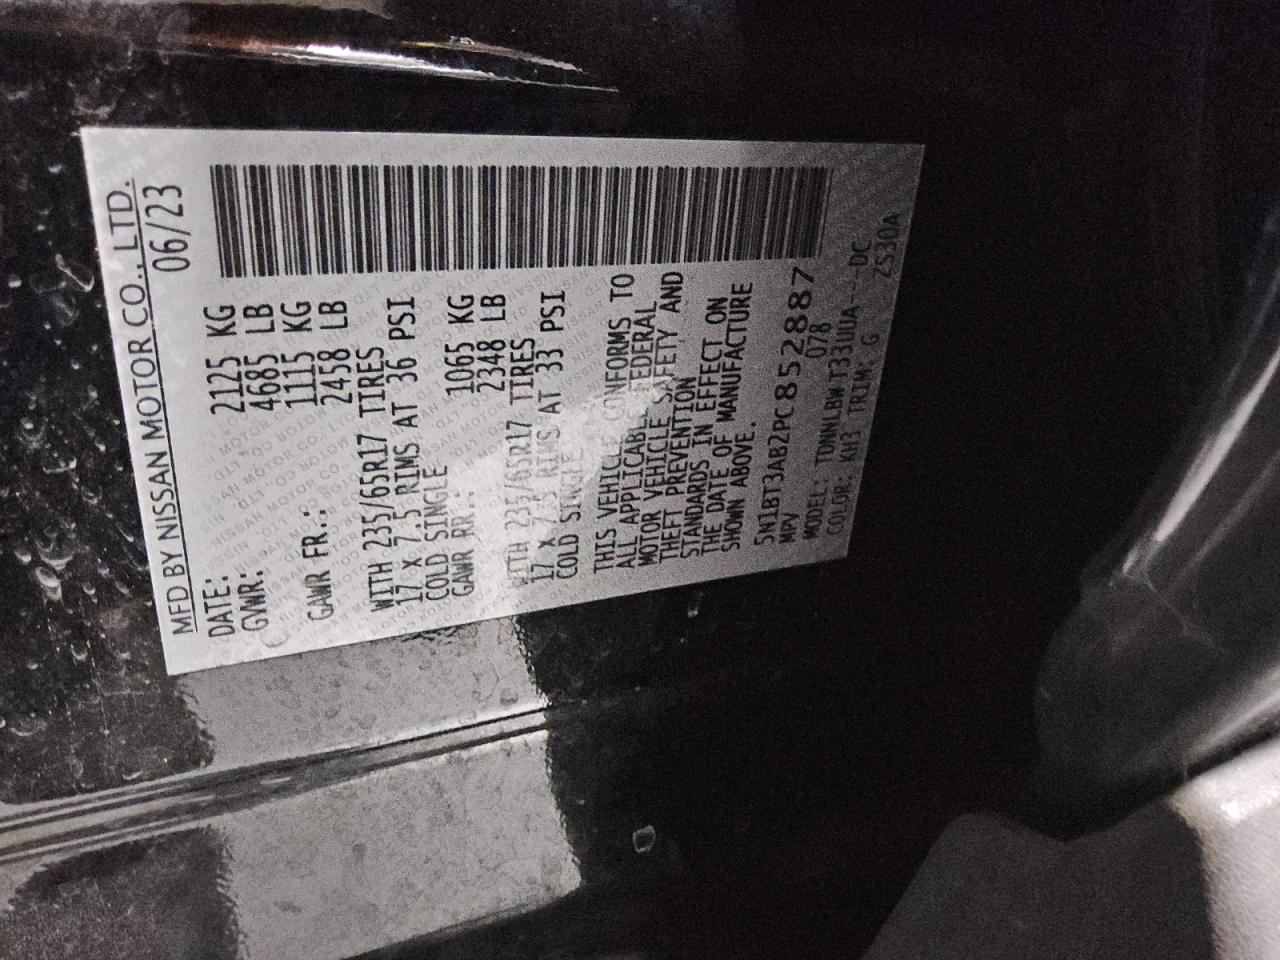 MFD BY NISSAN MOTOR CO., LTD.
DATE: 06/23
GVWR: 2125 KG
4685 LB
GAWR FR.: 1115 KG
2458 LB
WITH 235/65R17 TIRES
17 X 7.5 RIMS AT 36 PSI
COLD SINGLE
GAWR RR.: 1065 KG
2348 LB
WITH 235/65R17 TIRES
17 X 7.5 RIMS AT 33 PSI
COLD SINGLE
THIS VEHICLE CONFORMS TO
ALL APPLICABLE FEDERAL
MOTOR VEHICLE SAFETY AND
THEFT PREVENTION
STANDARDS IN EFFECT ON
THE DATE OF MANUFACTURE
SHOWN ABOVE.
5N1BT3AB2PC852887
MPV 078
MODEL: TDNNLBWT33UUA---DC
COLOR: KH3 TRIM: G ZS30A